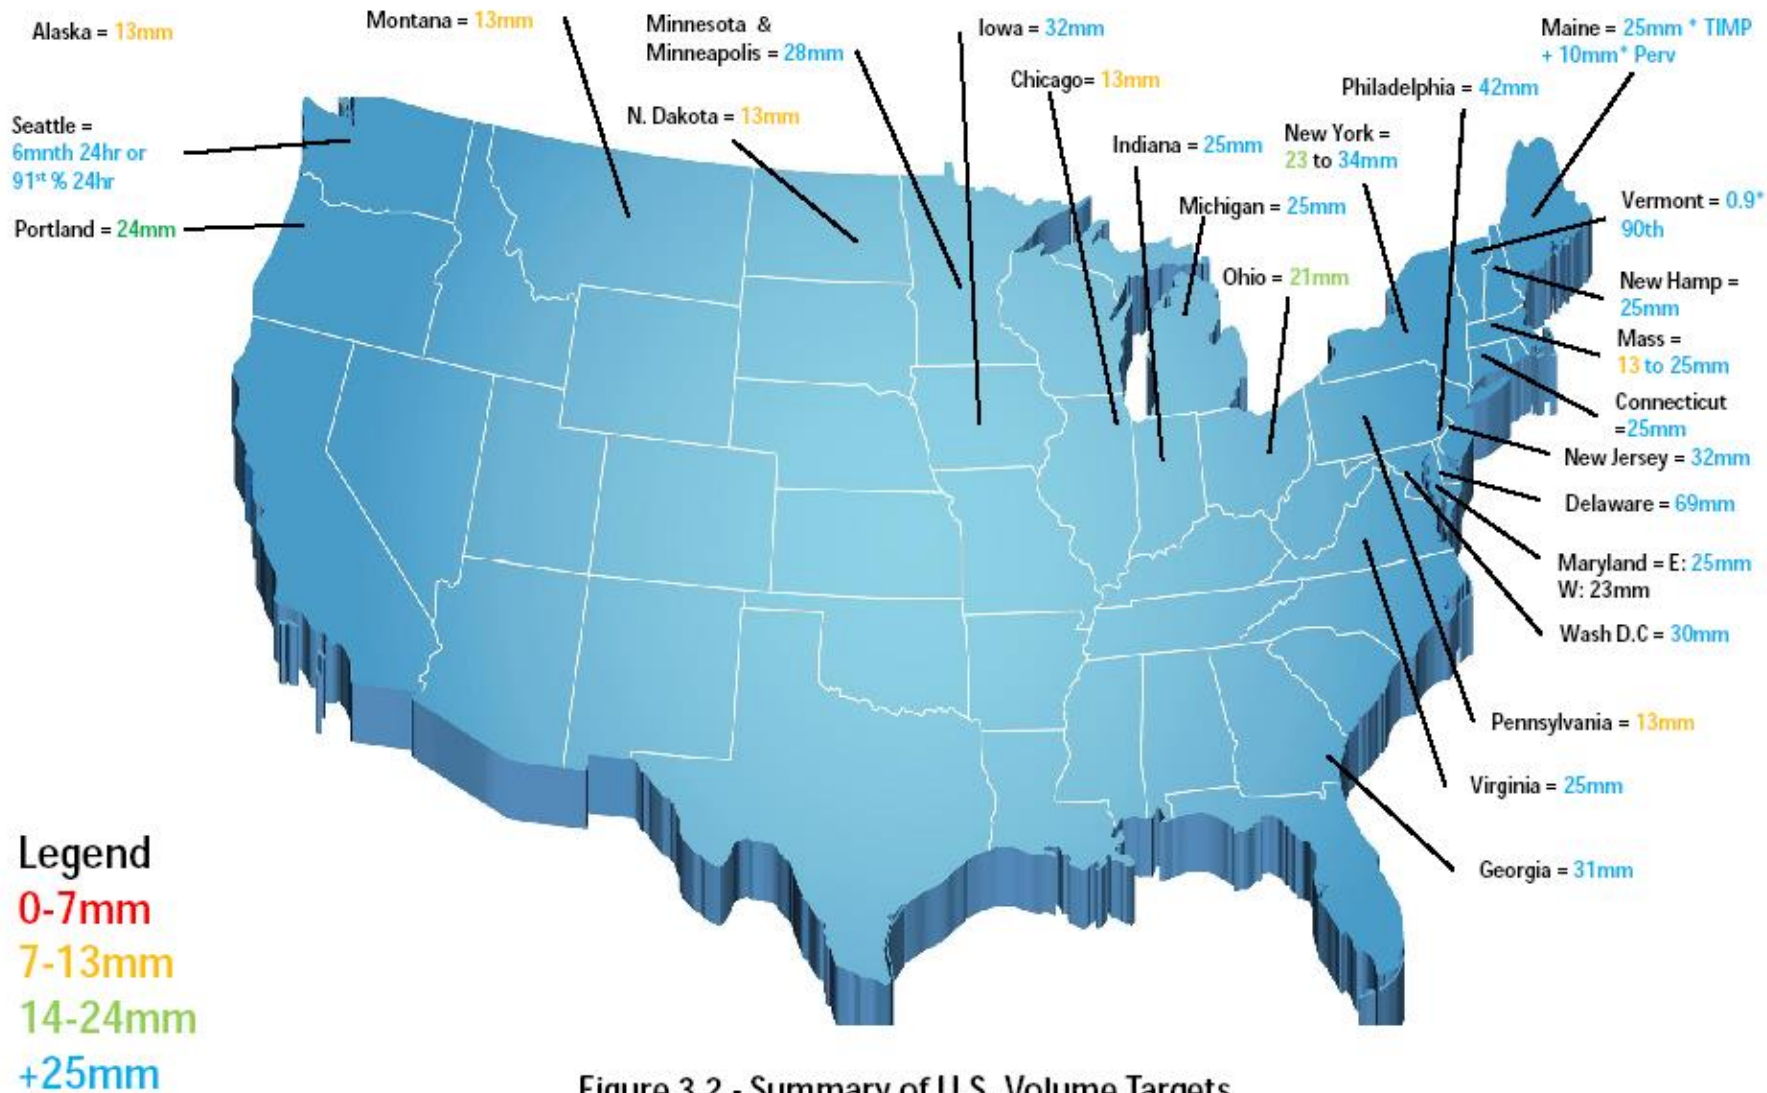 Alaska = 13mm
Montana = 13mm
Minnesota &
Minneapolis = 28mm
Iowa = 32mm
Maine = 25mm * TIMP
+ 10mm* Perv
Chicago= 13mm
Philadelphia = 42mm
N. Dakota = 13mm
Seattle =
6mnth 24hr or
91st % 24hr
Indiana = 25mm
New York =
23 to 34mm
Michigan = 25mm
Vermont = 0.9*
90th
Portland = 24mm
Ohio = 21mm
New Hamp =
25mm
Mass =
13 to 25mm
Connecticut
=25mm
New Jersey = 32mm
Delaware = 69mm
Maryland = E: 25mm
W: 23mm
Wash D.C = 30mm
Pennsylvania = 13mm
Virginia = 25mm
Georgia = 31mm
Legend
0-7mm
7-13mm
14-24mm
+25mm
Figure 3.2 - Summary of U.S. Volume Targets